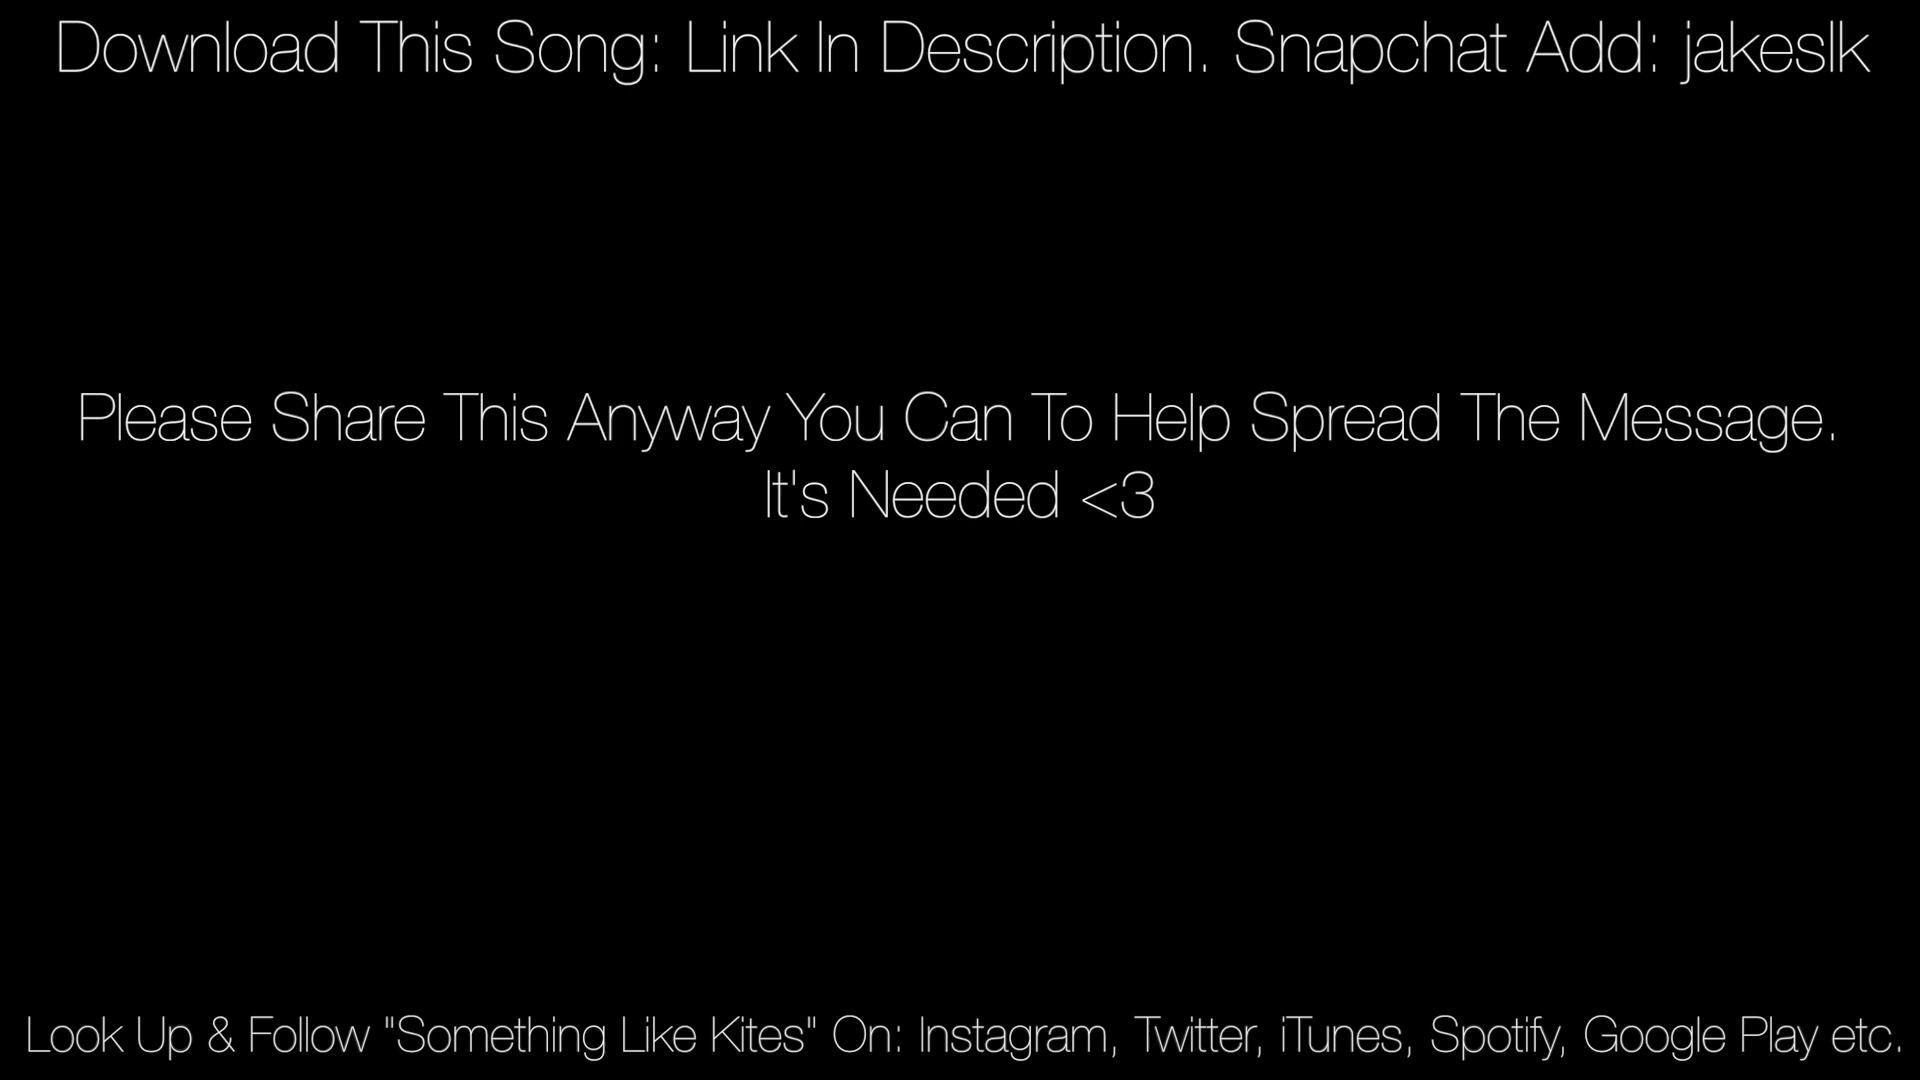 Download This Song: Link In Description. Snapchat Add: jakeslk
Please Share This Anyway You Can To Help Spread The Message.
It's Needed <3
Look Up & Follow "Something Like Kites" On: Instagram, Twitter, iTunes, Spotify, Google Play etc.